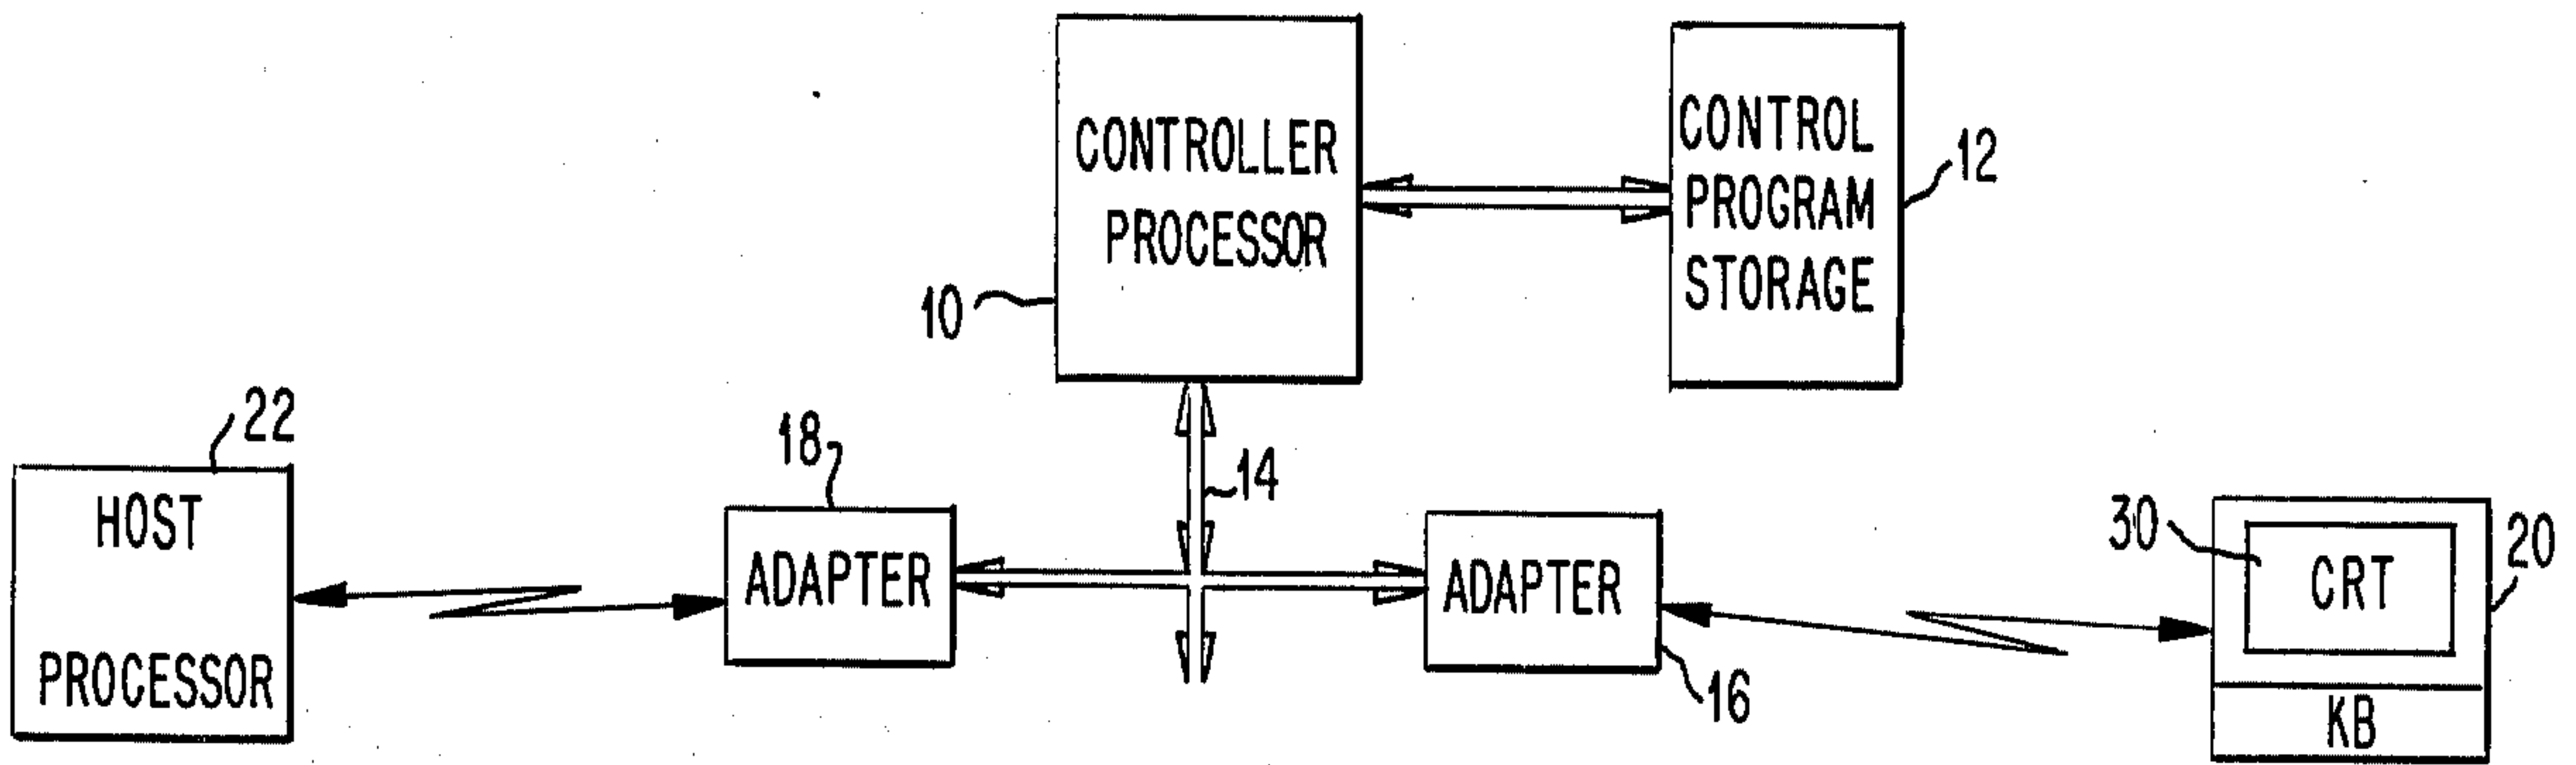 CONTROLLER
PROCESSOR
10
CONTROL
PROGRAM
STORAGE
12
22
HOST
PROCESSOR
18
ADAPTER
14
ADAPTER
16
30
CRT
20
KB